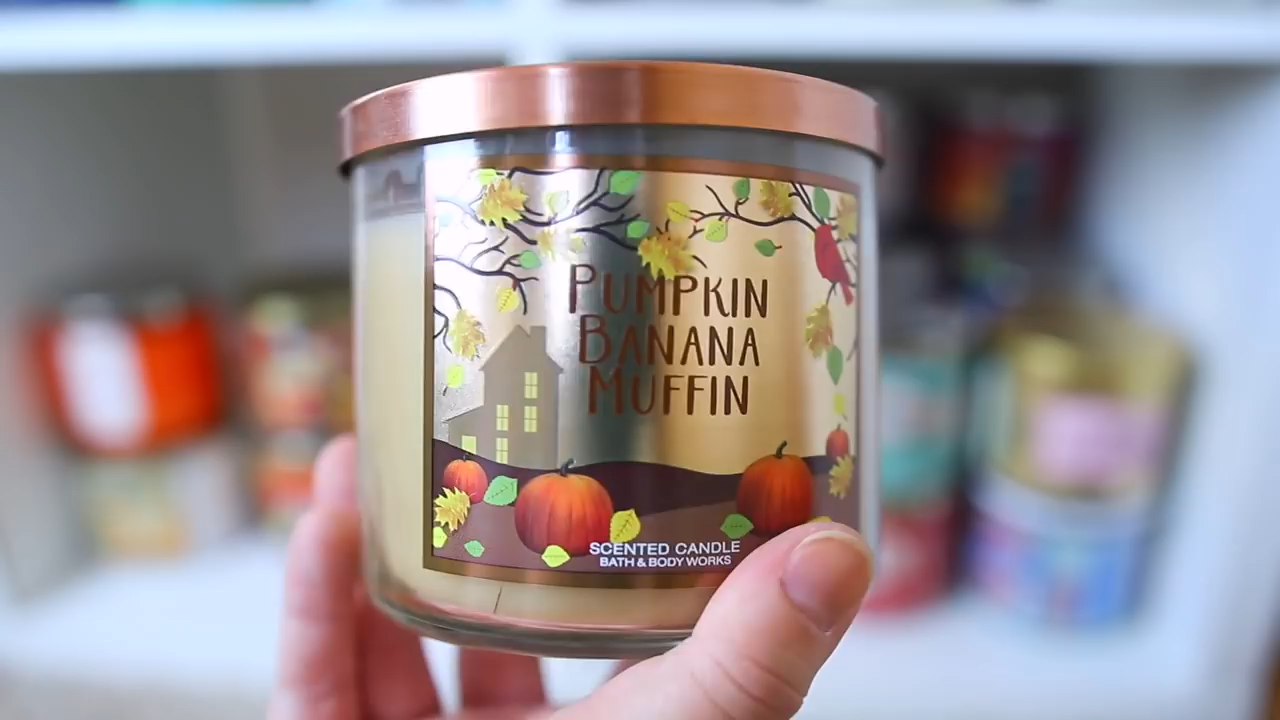 PUMPKIN
BANANA
MUFFIN
SCENTED CANDLE
BATH & BODY WORKS